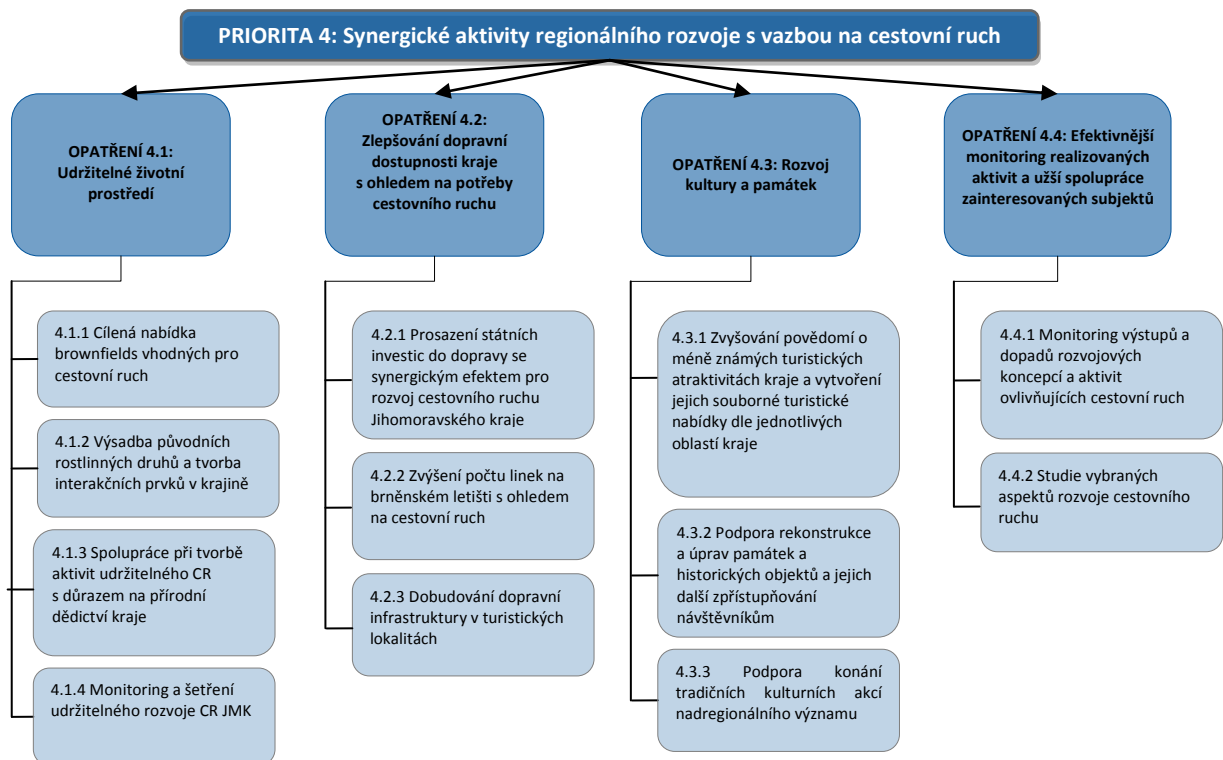 PRIORITA 4: Synergické aktivity regionálního rozvoje s vazbou na cestovní ruch
OPATŘENÍ 4.1:
Udržitelné životní
prostředí
4.1.1 Cílená nabídka
brownfields vhodných pro
cestovní ruch
4.1.2 Výsadba původních
rostlinných druhů a tvorba
interakčních prvků v krajině
4.1.3 Spolupráce při tvorbě
aktivit udržitelného CR
s důrazem na přírodní
dědictví kraje
4.1.4 Monitoring a šetření
udržitelného rozvoje CR JMK
OPATŘENÍ 4.2:
Zlepšování dopravní
dostupnosti kraje
s ohledem na potřeby
cestovního ruchu
4.2.1 Prosazení státních
investic do dopravy se
synergickým efektem pro
rozvoj cestovního ruchu
Jihomoravského kraje
4.2.2 Zvýšení počtu linek na
brněnském letišti s ohledem
na cestovní ruch
4.2.3 Dobudování dopravní
infrastruktury v turistických
lokalitách
OPATŘENÍ 4.3: Rozvoj
kultury a památek
4.3.1 Zvyšování povědomí o
méně známých turistických
atraktivitách kraje a vytvoření
jejich souborné turistické
nabídky dle jednotlivých
oblastí kraje
4.3.2 Podpora rekonstrukce
a úprav památek a
historických objektů a jejich
další zpřístupňování
návštěvníkům
4.3.3 Podpora konání
tradičních kulturních akcí
nadregionálního významu
OPATŘENÍ 4.4: Efektivnější
monitoring realizovaných
aktivit a užší spolupráce
zainteresovaných subjektů
4.4.1 Monitoring výstupů a
dopadů rozvojových
koncepcí a aktivit
ovlivňujících cestovní ruch
4.4.2 Studie vybraných
aspektů rozvoje cestovního
ruchu